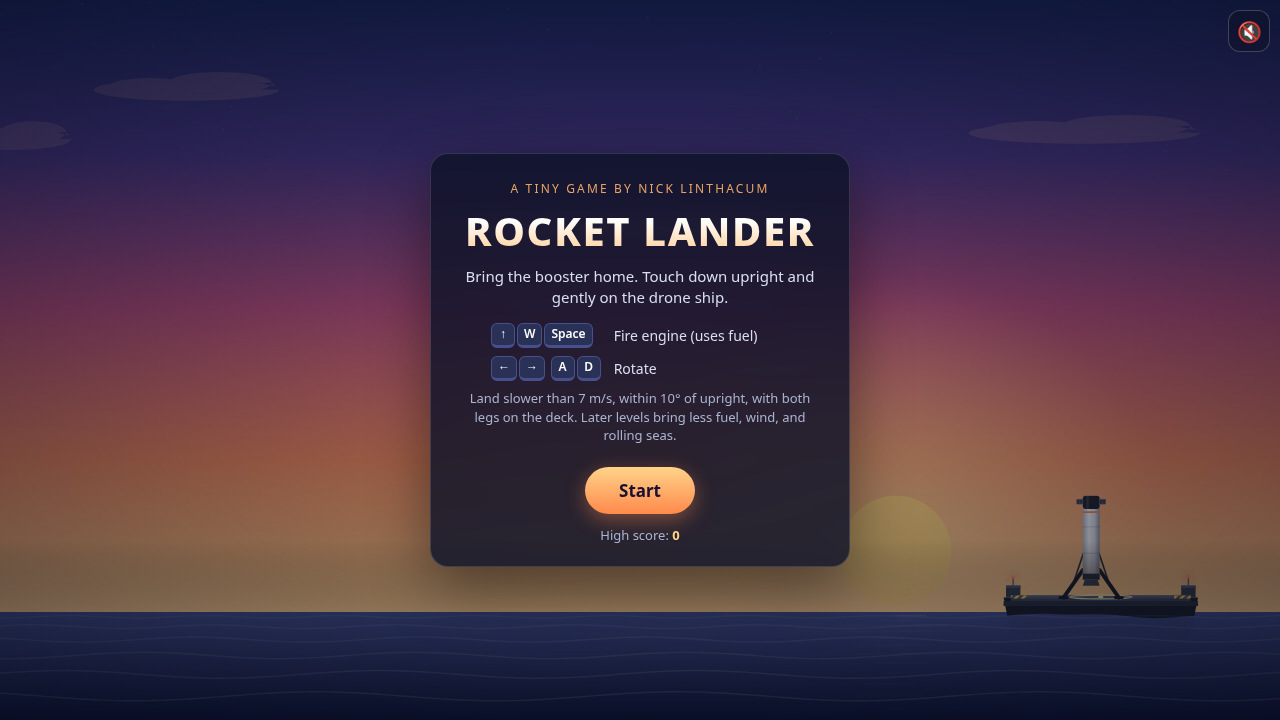 A TINY GAME BY NICK LINTHACUM
ROCKET LANDER
Bring the booster home. Touch down upright and
gently on the drone ship.
↑ W Space Fire engine (uses fuel)
← → A D Rotate
Land slower than 7 m/s, within 10° of upright, with both
legs on the deck. Later levels bring less fuel, wind, and
rolling seas.
Start
High score: 0